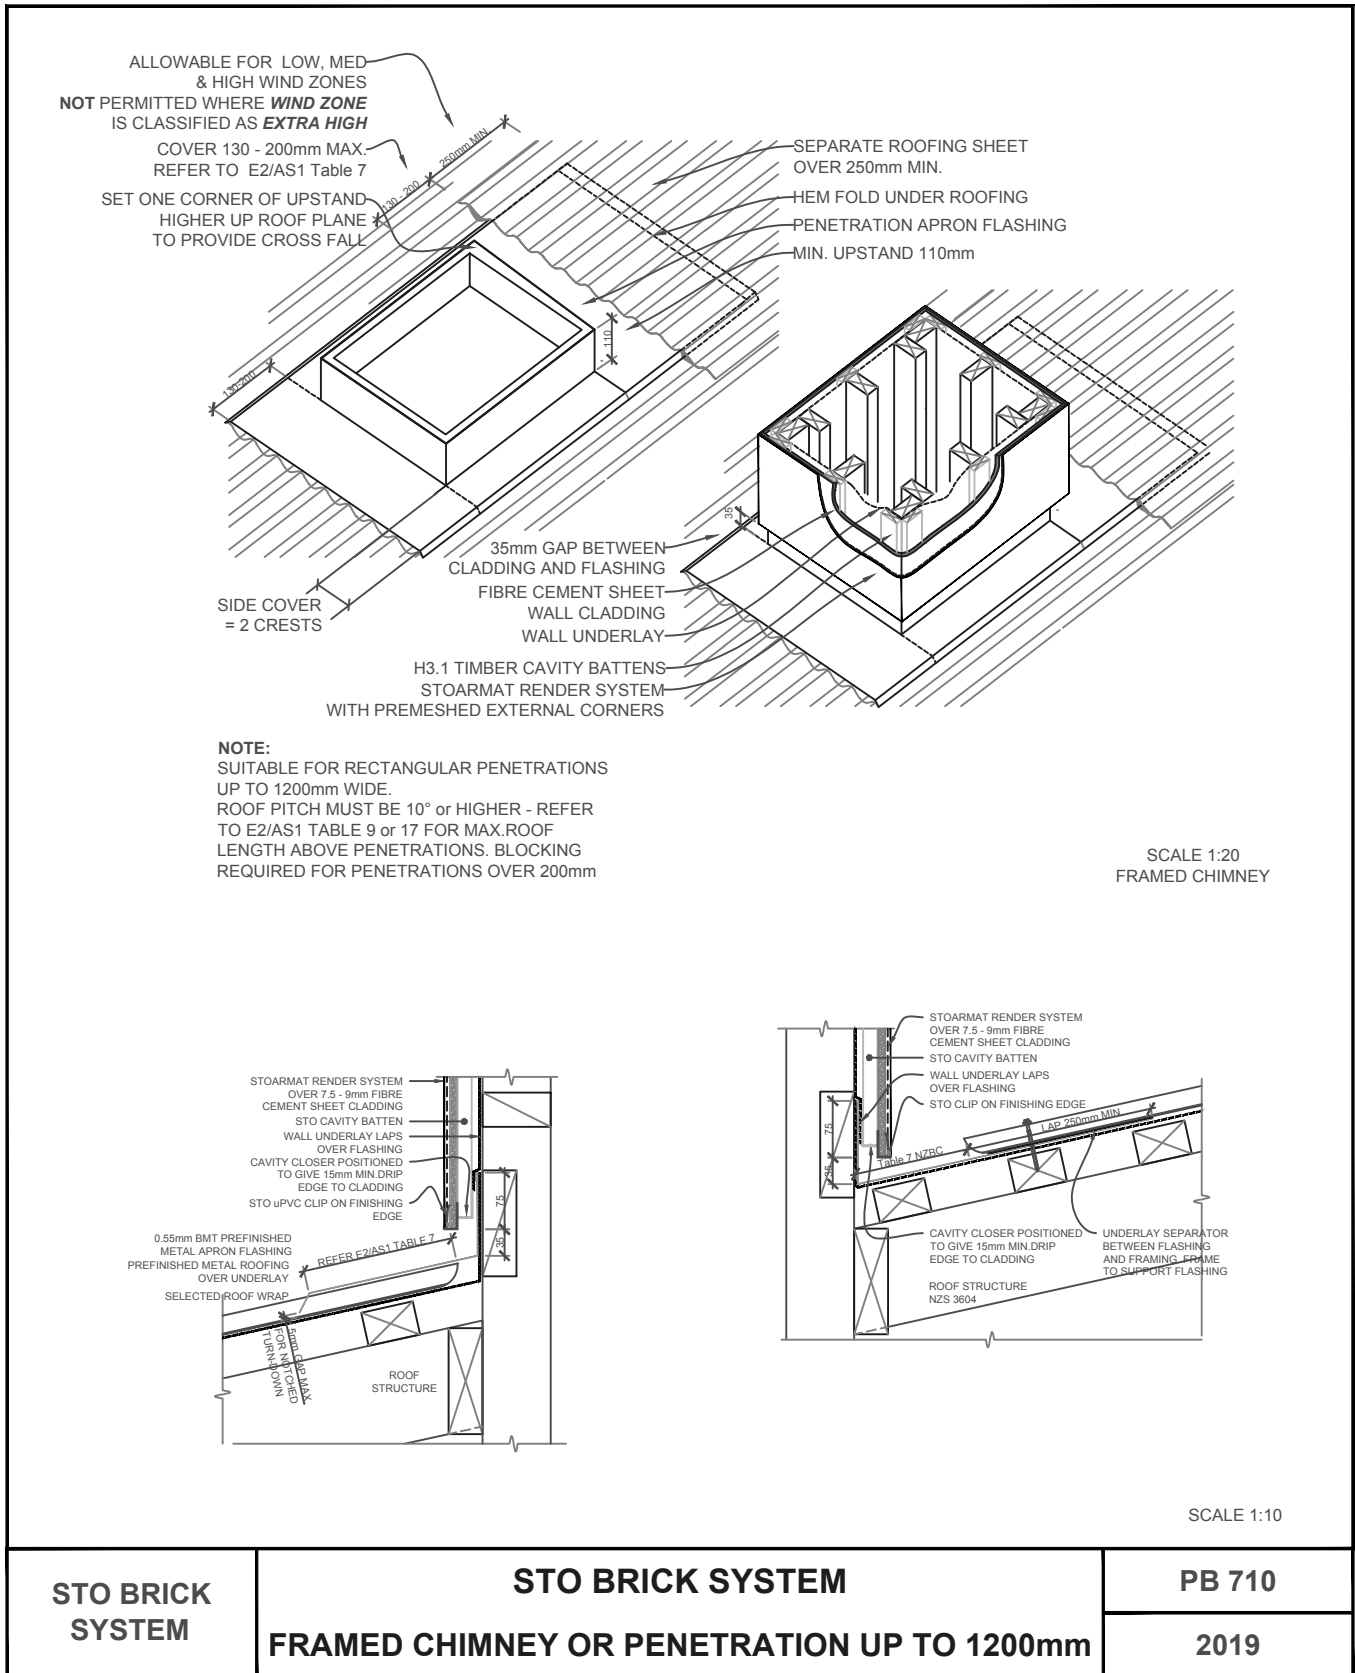 ALLOWABLE FOR LOW, MED
& HIGH WIND ZONES
NOT PERMITTED WHERE WIND ZONE
IS CLASSIFIED AS EXTRA HIGH
COVER 130 - 200mm MAX.
REFER TO E2/AS1 Table 7
SET ONE CORNER OF UPSTAND
HIGHER UP ROOF PLANE
TO PROVIDE CROSS FALL
250mm MIN.
130 - 200
130-200
110
SEPARATE ROOFING SHEET
OVER 250mm MIN.
HEM FOLD UNDER ROOFING
PENETRATION APRON FLASHING
MIN. UPSTAND 110mm
SIDE COVER
= 2 CRESTS
35
35mm GAP BETWEEN
CLADDING AND FLASHING
FIBRE CEMENT SHEET
WALL CLADDING
WALL UNDERLAY
H3.1 TIMBER CAVITY BATTENS
STOARMAT RENDER SYSTEM
WITH PREMESHED EXTERNAL CORNERS
NOTE:
SUITABLE FOR RECTANGULAR PENETRATIONS
UP TO 1200mm WIDE.
ROOF PITCH MUST BE 10° or HIGHER - REFER
TO E2/AS1 TABLE 9 or 17 FOR MAX.ROOF
LENGTH ABOVE PENETRATIONS. BLOCKING
REQUIRED FOR PENETRATIONS OVER 200mm
SCALE 1:20
FRAMED CHIMNEY
STOARMAT RENDER SYSTEM
OVER 7.5 - 9mm FIBRE
CEMENT SHEET CLADDING
STO CAVITY BATTEN
WALL UNDERLAY LAPS
OVER FLASHING
CAVITY CLOSER POSITIONED
TO GIVE 15mm MIN.DRIP
EDGE TO CLADDING
STO uPVC CLIP ON FINISHING
EDGE
0.55mm BMT PREFINISHED
METAL APRON FLASHING
PREFINISHED METAL ROOFING
OVER UNDERLAY
SELECTED ROOF WRAP
REFER E2/AS1 TABLE 7
75
35
5mm GAP MAX
FOR NOTCHED
TURN-DOWN
ROOF
STRUCTURE
STOARMAT RENDER SYSTEM
OVER 7.5 - 9mm FIBRE
CEMENT SHEET CLADDING
STO CAVITY BATTEN
WALL UNDERLAY LAPS
OVER FLASHING
STO CLIP ON FINISHING EDGE
LAP 250mm MIN
Table 7 NZBC
75
35
CAVITY CLOSER POSITIONED
TO GIVE 15mm MIN.DRIP
EDGE TO CLADDING
ROOF STRUCTURE
NZS 3604
UNDERLAY SEPARATOR
BETWEEN FLASHING
AND FRAMING. FRAME
TO SUPPORT FLASHING
SCALE 1:10
STO BRICK
SYSTEM
STO BRICK SYSTEM
FRAMED CHIMNEY OR PENETRATION UP TO 1200mm
PB 710
2019